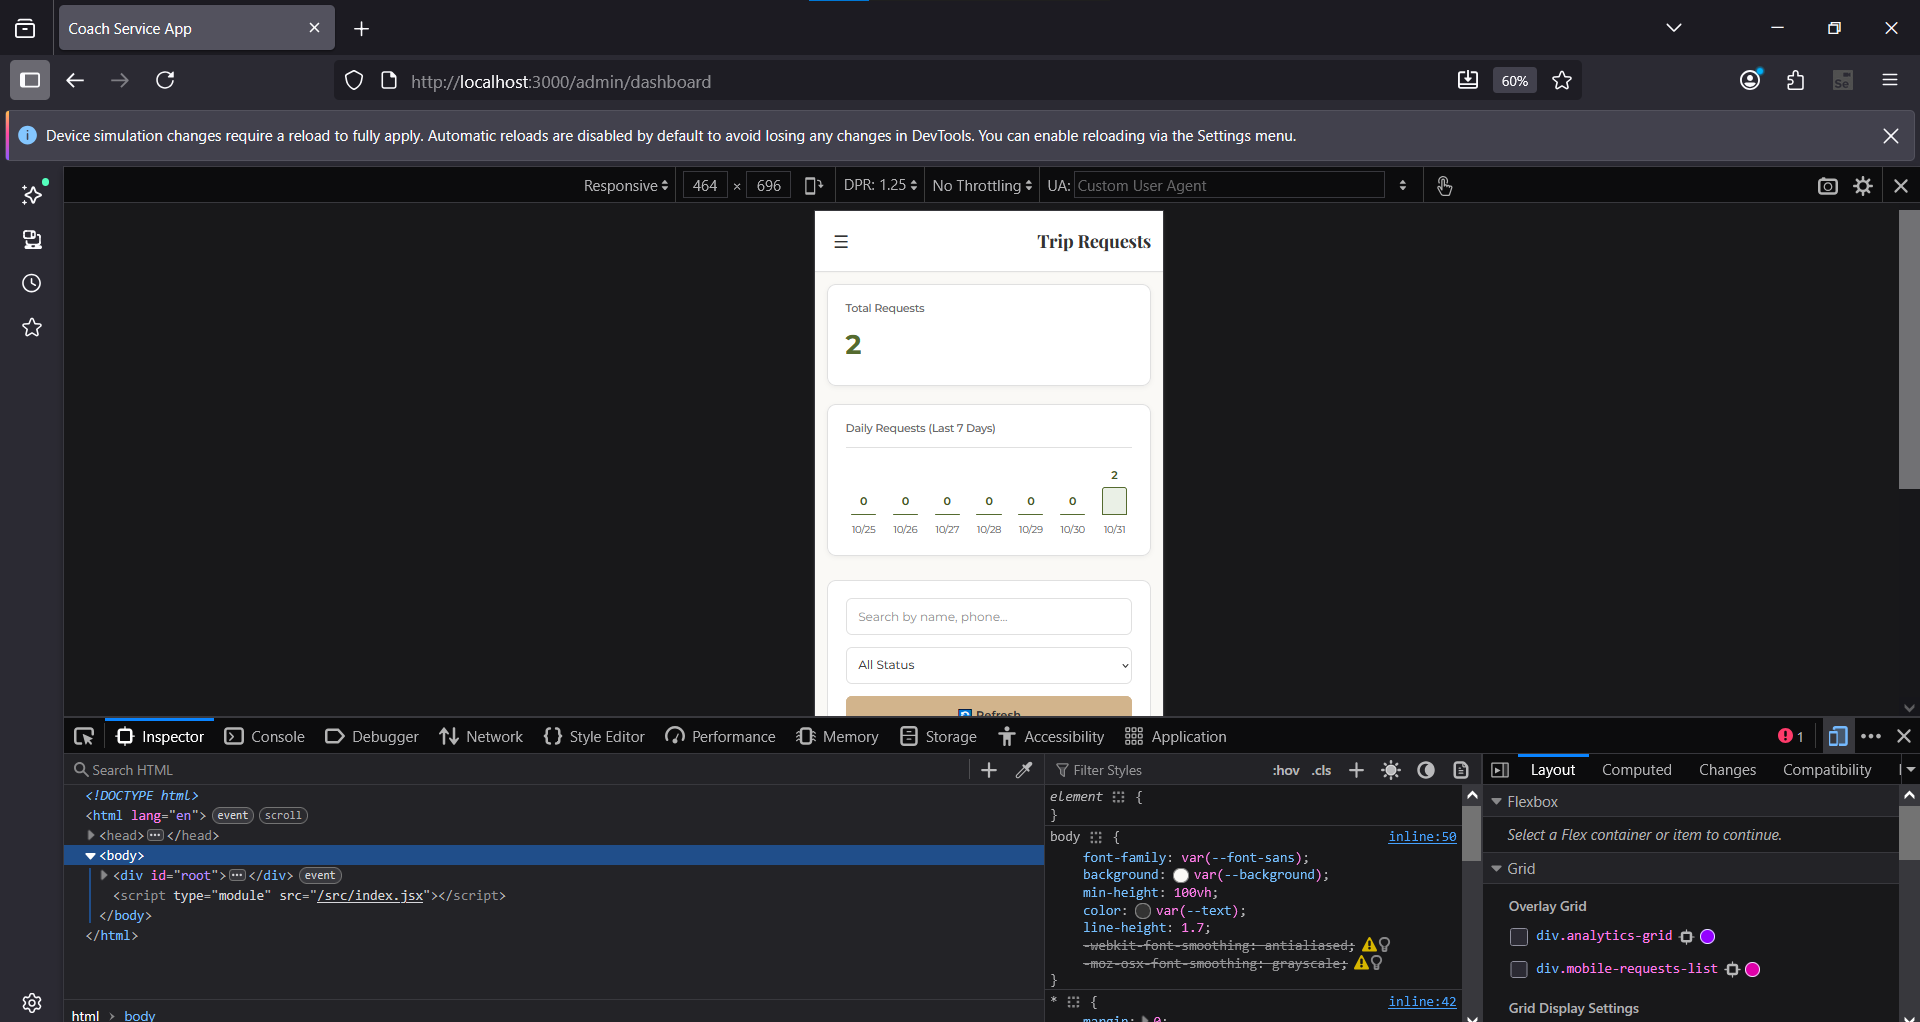 Coach Service App
http://localhost:3000/admin/dashboard
60%
Se
Device simulation changes require a reload to fully apply. Automatic reloads are disabled by default to avoid losing any changes in DevTools. You can enable reloading via the Settings menu.
Responsive 464 × 696 DPR: 1.25 No Throttling UA: Custom User Agent
Trip Requests
Total Requests
2
Daily Requests (Last 7 Days)
2
0 0 0 0 0 0
10/25 10/26 10/27 10/28 10/29 10/30 10/31
Search by name, phone...
All Status
Refresh
Inspector Console Debugger Network Style Editor Performance Memory Storage Accessibility Application 1
Search HTML
<!DOCTYPE html>
<html lang="en"> event scroll
<head> </head>
<body>
<div id="root"> </div> event
<script type="module" src="/src/index.jsx"></script>
</body>
</html>
html > body
Filter Styles :hov .cls
element {
}
body { inline:50
font-family: var(--font-sans);
background: var(--background);
min-height: 100vh;
color: var(--text);
line-height: 1.7;
-webkit-font-smoothing: antialiased;
-moz-osx-font-smoothing: grayscale;
}
* { inline:42
margin: 0;
Layout Computed Changes Compatibility
Flexbox
Select a Flex container or item to continue.
Grid
Overlay Grid
div.analytics-grid
div.mobile-requests-list
Grid Display Settings